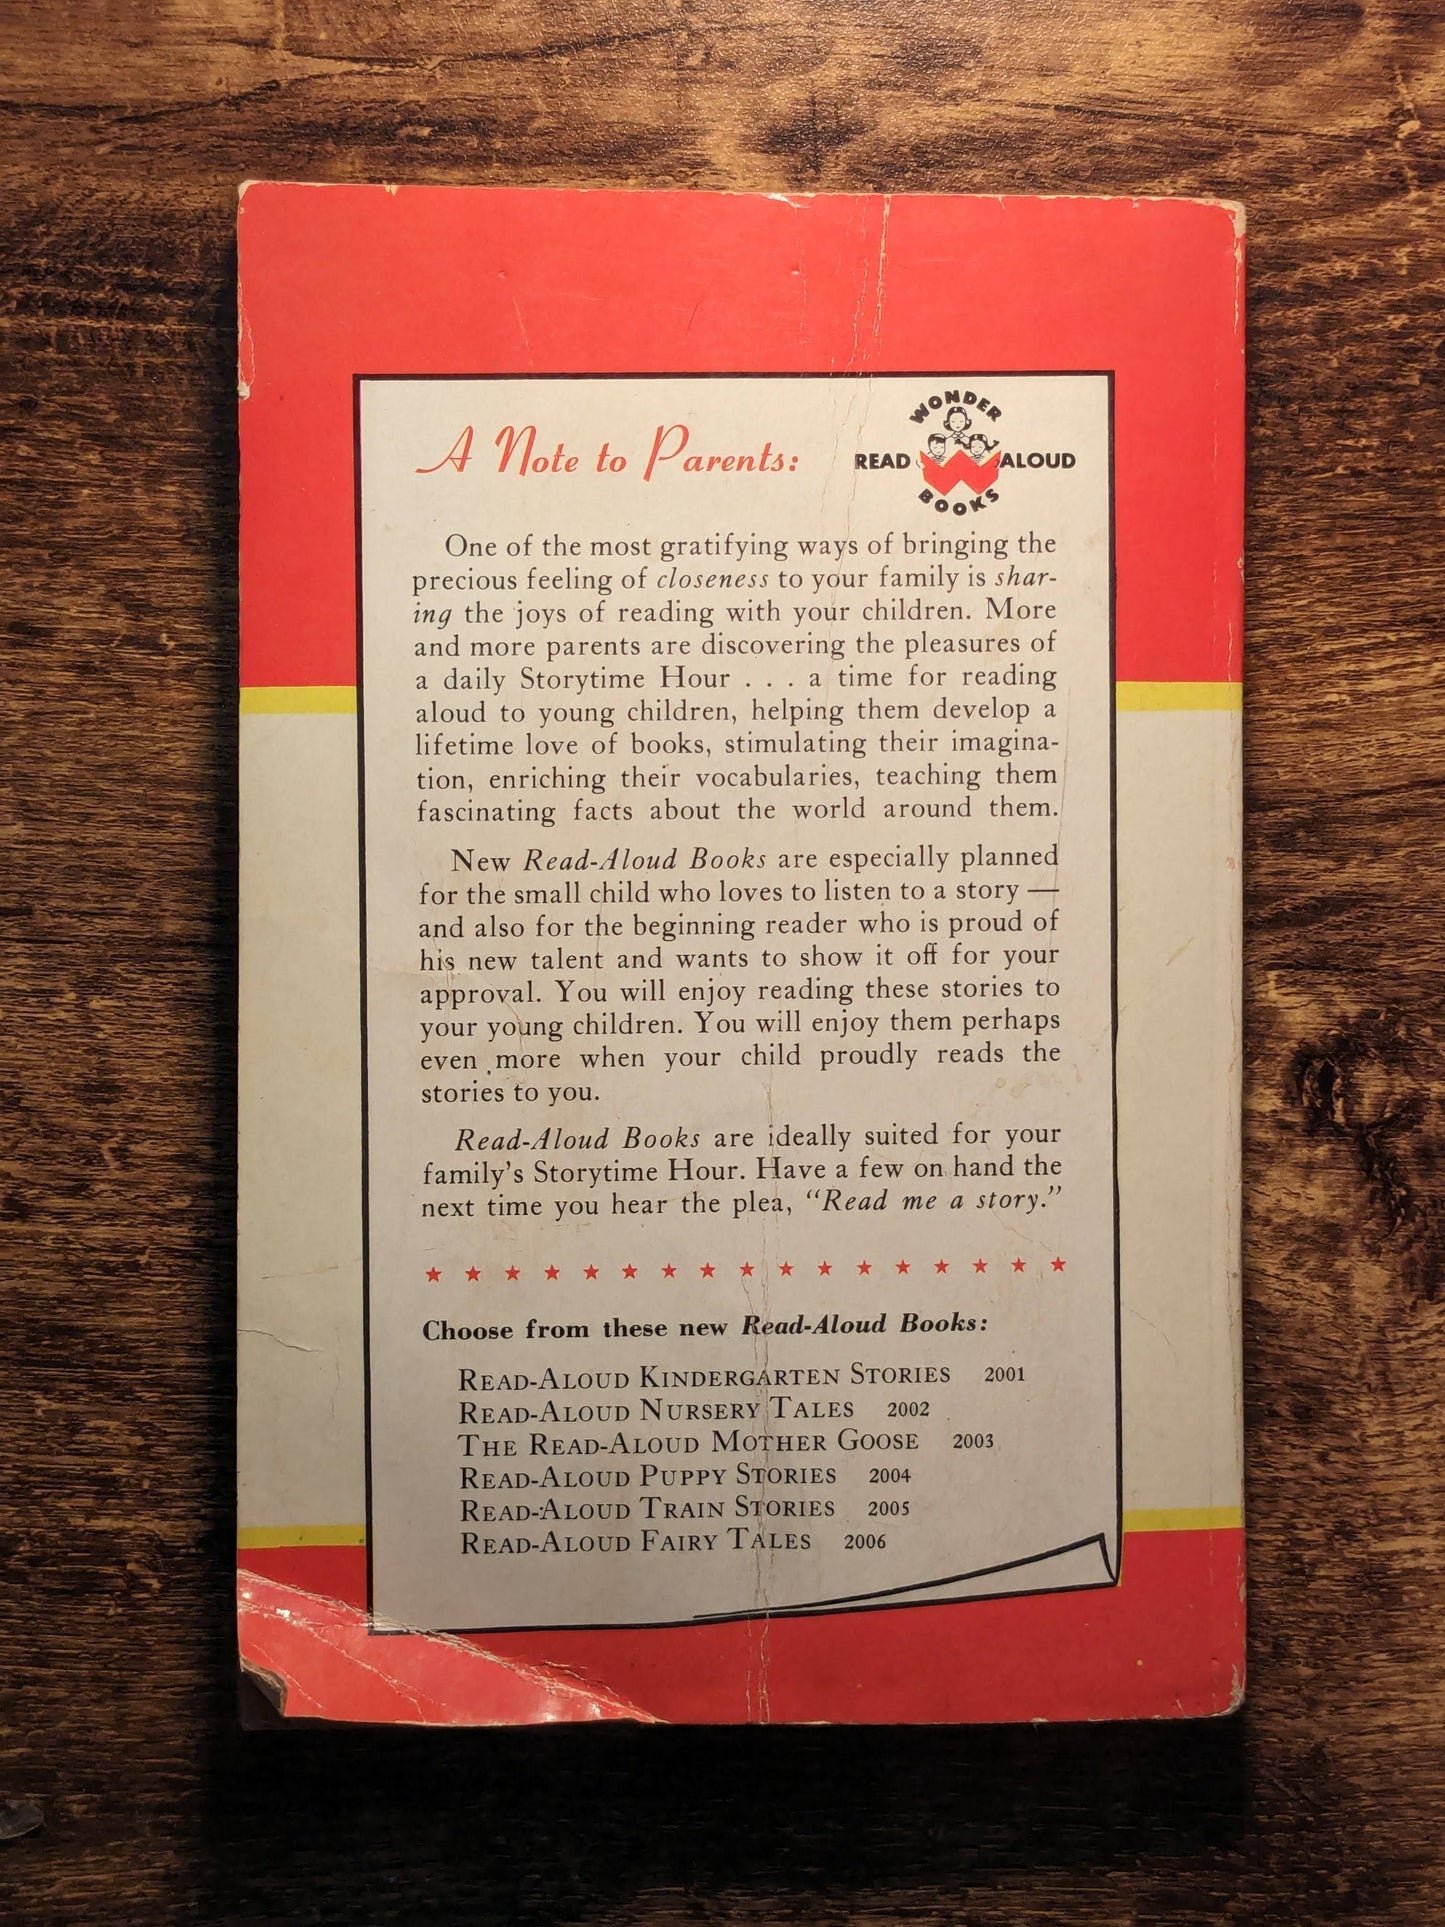 A Note to Parents:
WONDER
READ ALOUD
BOOKS
One of the most gratifying ways of bringing the
precious feeling of closeness to your family is shar-
ing the joys of reading with your children. More
and more parents are discovering the pleasures of
a daily Storytime Hour . . . a time for reading
aloud to young children, helping them develop a
lifetime love of books, stimulating their imagina-
tion, enriching their vocabularies, teaching them
fascinating facts about the world around them.
New Read-Aloud Books are especially planned
for the small child who loves to listen to a story —
and also for the beginning reader who is proud of
his new talent and wants to show it off for your
approval. You will enjoy reading these stories to
your young children. You will enjoy them perhaps
even more when your child proudly reads the
stories to you.
Read-Aloud Books are ideally suited for your
family's Storytime Hour. Have a few on hand the
next time you hear the plea, "Read me a story."
Choose from these new Read-Aloud Books:
READ-ALOUD KINDERGARTEN STORIES 2001
READ-ALOUD NURSERY TALES 2002
THE READ-ALOUD MOTHER GOOSE 2003
READ-ALOUD PUPPY STORIES 2004
READ-ALOUD TRAIN STORIES 2005
READ-ALOUD FAIRY TALES 2006